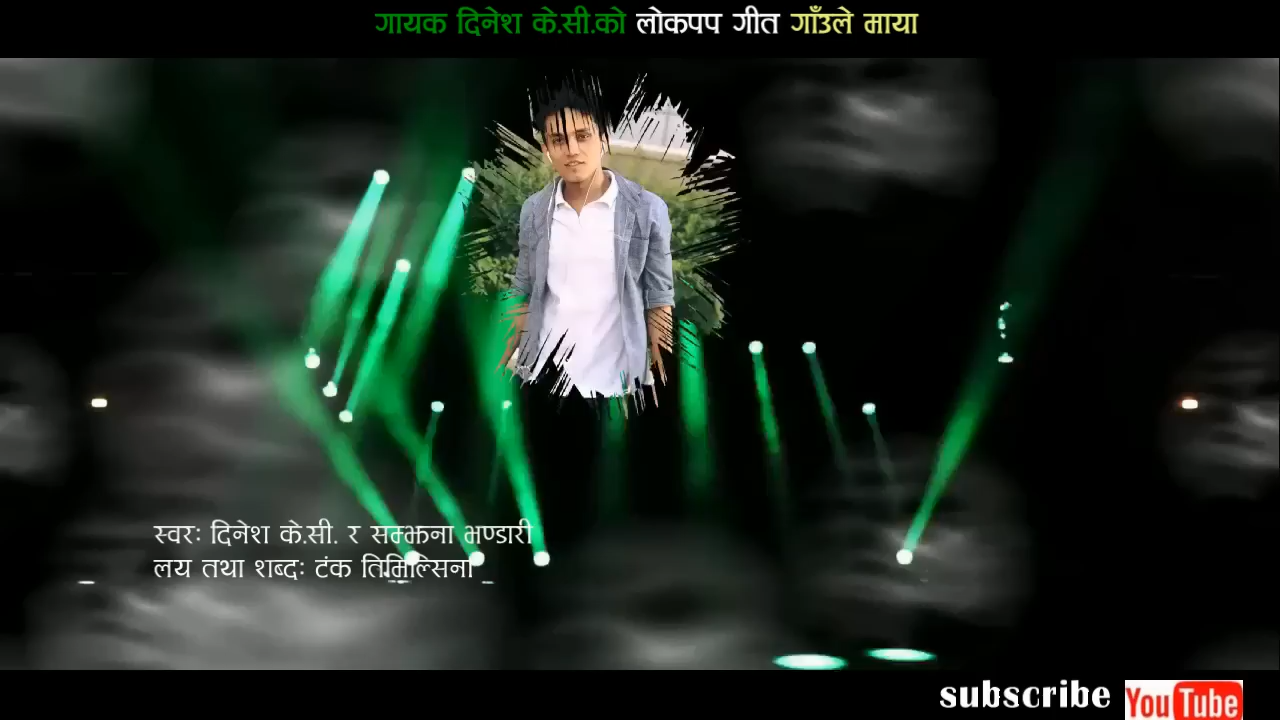 गायक दिनेश के.सी.को लोकपप गीत गाँउले माया
स्वरः दिनेश के.सी. र सम्झना भण्डारी
लय तथा शब्दः टंक तिमिल्सिना
subscribe YouTube